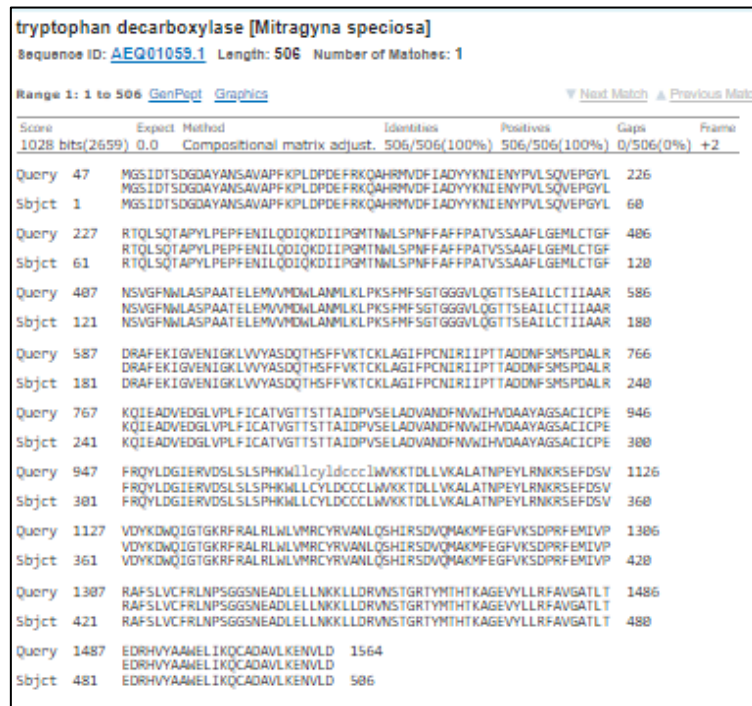 tryptophan decarboxylase [Mitragyna speciosa]
Sequence ID: AEQ01059.1 Length: 506 Number of Matches: 1
Range 1: 1 to 506 GenPept Graphics ▼ Next Match ▲ Previous Matc
Score Expect Method Identities Positives Gaps Frame
1028 bits(2659) 0.0 Compositional matrix adjust. 506/506(100%) 506/506(100%) 0/506(0%) +2
Query 47 MGSIDTSDGDAYANSAVAPFKPLDPDEFRKQAHRMVDFIADYYKNIENYPVLSQVEPGYL 226
MGSIDTSDGDAYANSAVAPFKPLDPDEFRKQAHRMVDFIADYYKNIENYPVLSQVEPGYL
Sbjct 1 MGSIDTSDGDAYANSAVAPFKPLDPDEFRKQAHRMVDFIADYYKNIENYPVLSQVEPGYL 60
Query 227 RTQLSQTAPYLPEPFENILQDIQKDIIPGMTNWLSPNFFAFFPATVSSAAFLGEMLCTGF 406
RTQLSQTAPYLPEPFENILQDIQKDIIPGMTNWLSPNFFAFFPATVSSAAFLGEMLCTGF
Sbjct 61 RTQLSQTAPYLPEPFENILQDIQKDIIPGMTNWLSPNFFAFFPATVSSAAFLGEMLCTGF 120
Query 407 NSVGFNWLASPAATELEMVVMDWLANMLKLPKSFMFSGTGGGVLQGTTSEAILCTIIAAR 586
NSVGFNWLASPAATELEMVVMDWLANMLKLPKSFMFSGTGGGVLQGTTSEAILCTIIAAR
Sbjct 121 NSVGFNWLASPAATELEMVVMDWLANMLKLPKSFMFSGTGGGVLQGTTSEAILCTIIAAR 180
Query 587 DRAFEKIGVENIGKLVVYASDQTHSFFVKTCKLAGIFPCNIRIIPTTADDNFSMSPDALR 766
DRAFEKIGVENIGKLVVYASDQTHSFFVKTCKLAGIFPCNIRIIPTTADDNFSMSPDALR
Sbjct 181 DRAFEKIGVENIGKLVVYASDQTHSFFVKTCKLAGIFPCNIRIIPTTADDNFSMSPDALR 240
Query 767 KQIEADVEDGLVPLFICATVGTTSTTAIDPVSELADVANDFNVWIHVDAAYAGSACICPE 946
KQIEADVEDGLVPLFICATVGTTSTTAIDPVSELADVANDFNVWIHVDAAYAGSACICPE
Sbjct 241 KQIEADVEDGLVPLFICATVGTTSTTAIDPVSELADVANDFNVWIHVDAAYAGSACICPE 300
Query 947 FRQYLDGIERVDSLSLSPHKWllcyldccclWVKKTDLLVKALATNPEYLRNKRSEFDSV 1126
FRQYLDGIERVDSLSLSPHKWLLCYLDCCCLWVKKTDLLVKALATNPEYLRNKRSEFDSV
Sbjct 301 FRQYLDGIERVDSLSLSPHKWLLCYLDCCCLWVKKTDLLVKALATNPEYLRNKRSEFDSV 360
Query 1127 VDYKDWQIGTGKRFRALRLWLVMRCYRVANLQSHIRSDVQMAKMFEGFVKSDPRFEMIVP 1306
VDYKDWQIGTGKRFRALRLWLVMRCYRVANLQSHIRSDVQMAKMFEGFVKSDPRFEMIVP
Sbjct 361 VDYKDWQIGTGKRFRALRLWLVMRCYRVANLQSHIRSDVQMAKMFEGFVKSDPRFEMIVP 420
Query 1307 RAFSLVCFRLNPSGGSNEADLELLNKKLLDRVNSTGRTYMTHTKAGEVYLLRFAVGATLT 1486
RAFSLVCFRLNPSGGSNEADLELLNKKLLDRVNSTGRTYMTHTKAGEVYLLRFAVGATLT
Sbjct 421 RAFSLVCFRLNPSGGSNEADLELLNKKLLDRVNSTGRTYMTHTKAGEVYLLRFAVGATLT 480
Query 1487 EDRHVYAAWELIKQCADAVLKENVLD 1564
EDRHVYAAWELIKQCADAVLKENVLD
Sbjct 481 EDRHVYAAWELIKQCADAVLKENVLD 506